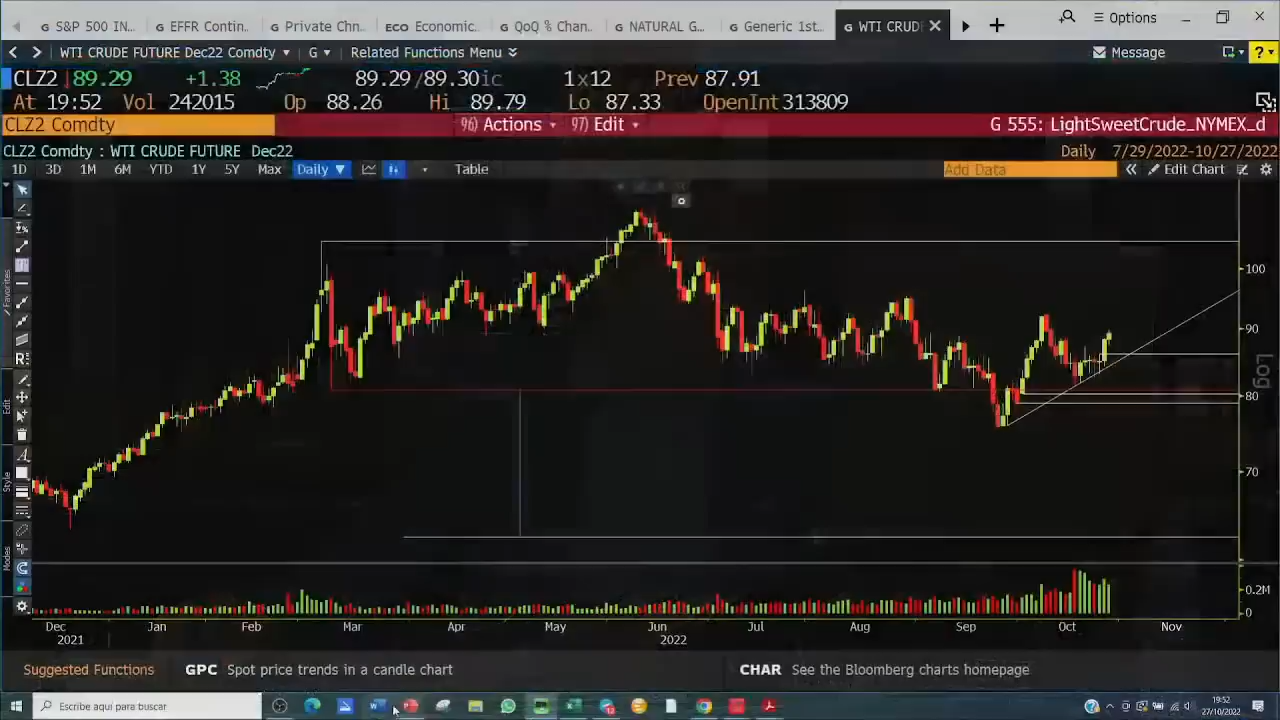 G S&P 500 IN... G EFFR Contin. G Private Chn. ECO Economic. G QoQ % Chan. G NATURAL G... G Generic 1st.. G WTI CRUDE Options
WTI CRUDE FUTURE Dec22 Comdty G Related Functions Menu Message ?
CLZ2 89.29 +1.38 89.29/89.30ic 1x12 Prev 87.91
At 19:52 Vol 242015 Op 88.26 Hi 89.79 Lo 87.33 OpenInt 313809
CLZ2 Comdty 96) Actions 97) Edit G 555: LightSweetCrude_NYMEX_d
CLZ2 Comdty : WTI CRUDE FUTURE Dec22 Daily 7/29/2022-10/27/2022
1D 3D 1M 6M YTD 1Y 5Y Max Daily Table Add Data Edit Chart
Favorites
Edit
Style
Modes
100
90
80
70
Log
0.2M
0
Dec Jan Feb Mar Apr May Jun Jul Aug Sep Oct Nov
2021 2022
Suggested Functions GPC Spot price trends in a candle chart CHAR See the Bloomberg charts homepage
Escribe aquí para buscar
19:52
27/10/2022